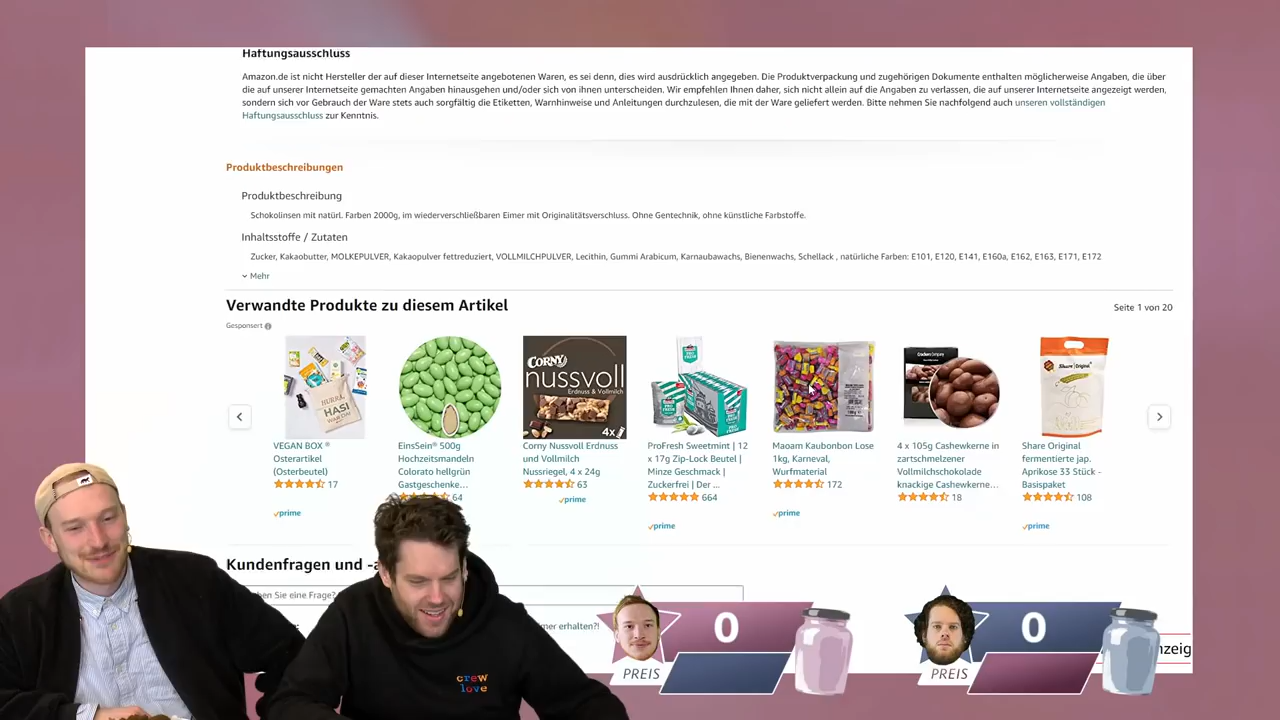 Haftungsausschluss
Amazon.de ist nicht Hersteller der auf dieser Internetseite angebotenen Waren, es sei denn, dies wird ausdrücklich angegeben. Die Produktverpackung und zugehörigen Dokumente enthalten möglicherweise Angaben, die über
die auf unserer Internetseite gemachten Angaben hinausgehen und/oder sich von ihnen unterscheiden. Wir empfehlen Ihnen daher, sich nicht allein auf die Angaben zu verlassen, die auf unserer Internetseite angezeigt werden,
sondern sich vor Gebrauch der Ware stets auch sorgfältig die Etiketten, Warnhinweise und Anleitungen durchzulesen, die mit der Ware geliefert werden. Bitte nehmen Sie nachfolgend auch unseren vollständigen
Haftungsausschluss zur Kenntnis.
Produktbeschreibungen
Produktbeschreibung
Schokolinsen mit natürl. Farben 2000g, im wiederverschließbaren Eimer mit Originalitätsverschluss. Ohne Gentechnik, ohne künstliche Farbstoffe.
Inhaltsstoffe / Zutaten
Zucker, Kakaobutter, MOLKEPULVER, Kakaopulver fettreduziert, VOLLMILCHPULVER, Lecithin, Gummi Arabicum, Karnaubawachs, Bienenwachs, Schellack , natürliche Farben: E101, E120, E141, E160a, E162, E163, E171, E172
Mehr
Verwandte Produkte zu diesem Artikel
Seite 1 von 20
Gesponsert
HURRA,
HASI
CORNY
nussvoll
Erdnuss & Vollmilch
4x
Share Original
VEGAN BOX ®
Osterartikel
(Osterbeutel)
17
prime
EinsSein® 500g
Hochzeitsmandeln
Colorato hellgrün
Gastgeschenke...
64
Corny Nussvoll Erdnuss
und Vollmilch
Nussriegel, 4 x 24g
63
prime
ProFresh Sweetmint | 12
x 17g Zip-Lock Beutel |
Minze Geschmack |
Zuckerfrei | Der ...
664
prime
Maoam Kaubonbon Lose
1kg, Karneval,
Wurfmaterial
172
prime
4 x 105g Cashewkerne in
zartschmelzener
Vollmilchschokolade
knackige Cashewkerne...
18
Share Original
fermentierte jap.
Aprikose 33 Stück -
Basispaket
108
prime
Kundenfragen und -a
en Sie eine Frage?
mer erhalten?!
nzeig
crew
love
0
PREIS
0
PREIS